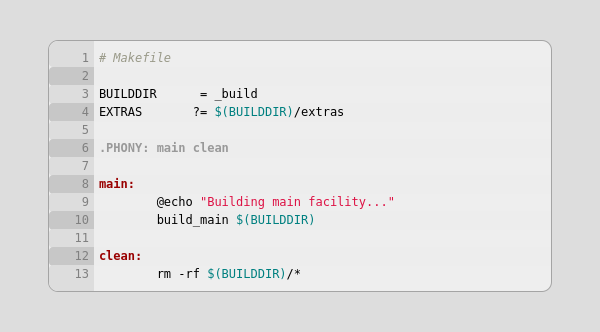 1 # Makefile
2
3 BUILDDIR      = _build
4 EXTRAS       ?= $(BUILDDIR)/extras
5
6 .PHONY: main clean
7
8 main:
9         @echo "Building main facility..."
10         build_main $(BUILDDIR)
11
12 clean:
13         rm -rf $(BUILDDIR)/*